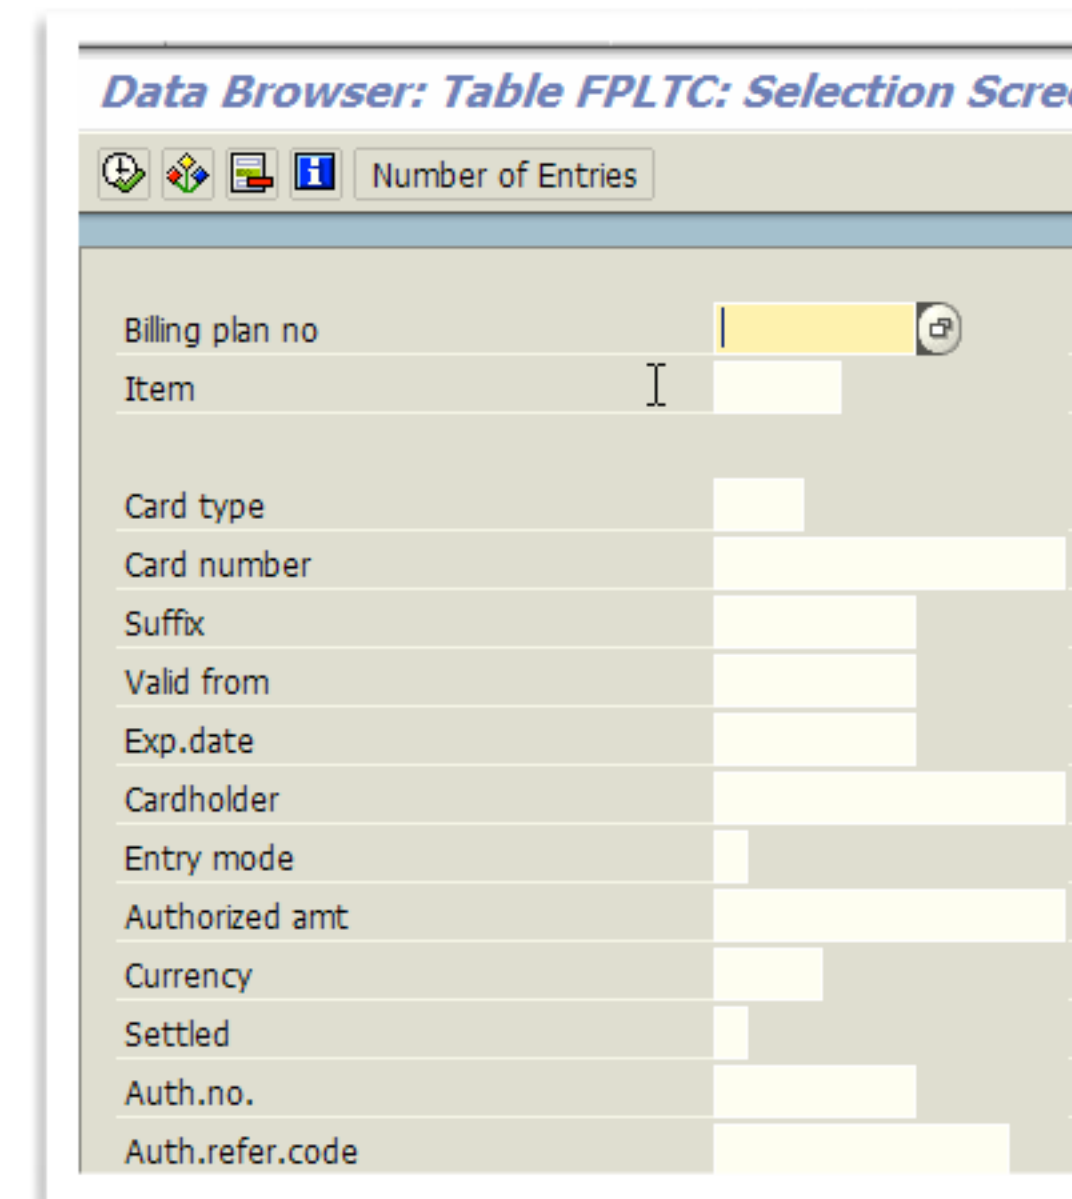 Data Browser: Table FPLTC: Selection
Number of Entries
Billing plan no
Item
Card type
Card number
Suffix
Valid from
Exp.date
Cardholder
Entry mode
Authorized amt
Currency
Settled
Auth.no.
Auth.refer.code